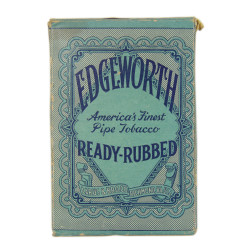 EDGEWORTH
America's Finest
Pipe Tobacco
"READY-RUBBED"